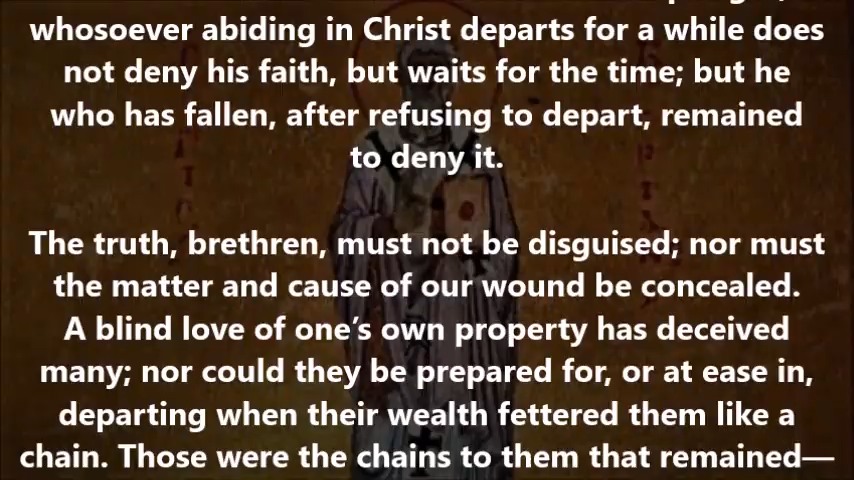 whosoever abiding in Christ departs for a while does
not deny his faith, but waits for the time; but he
who has fallen, after refusing to depart, remained
to deny it.
The truth, brethren, must not be disguised; nor must
the matter and cause of our wound be concealed.
A blind love of one’s own property has deceived
many; nor could they be prepared for, or at ease in,
departing when their wealth fettered them like a
chain. Those were the chains to them that remained—